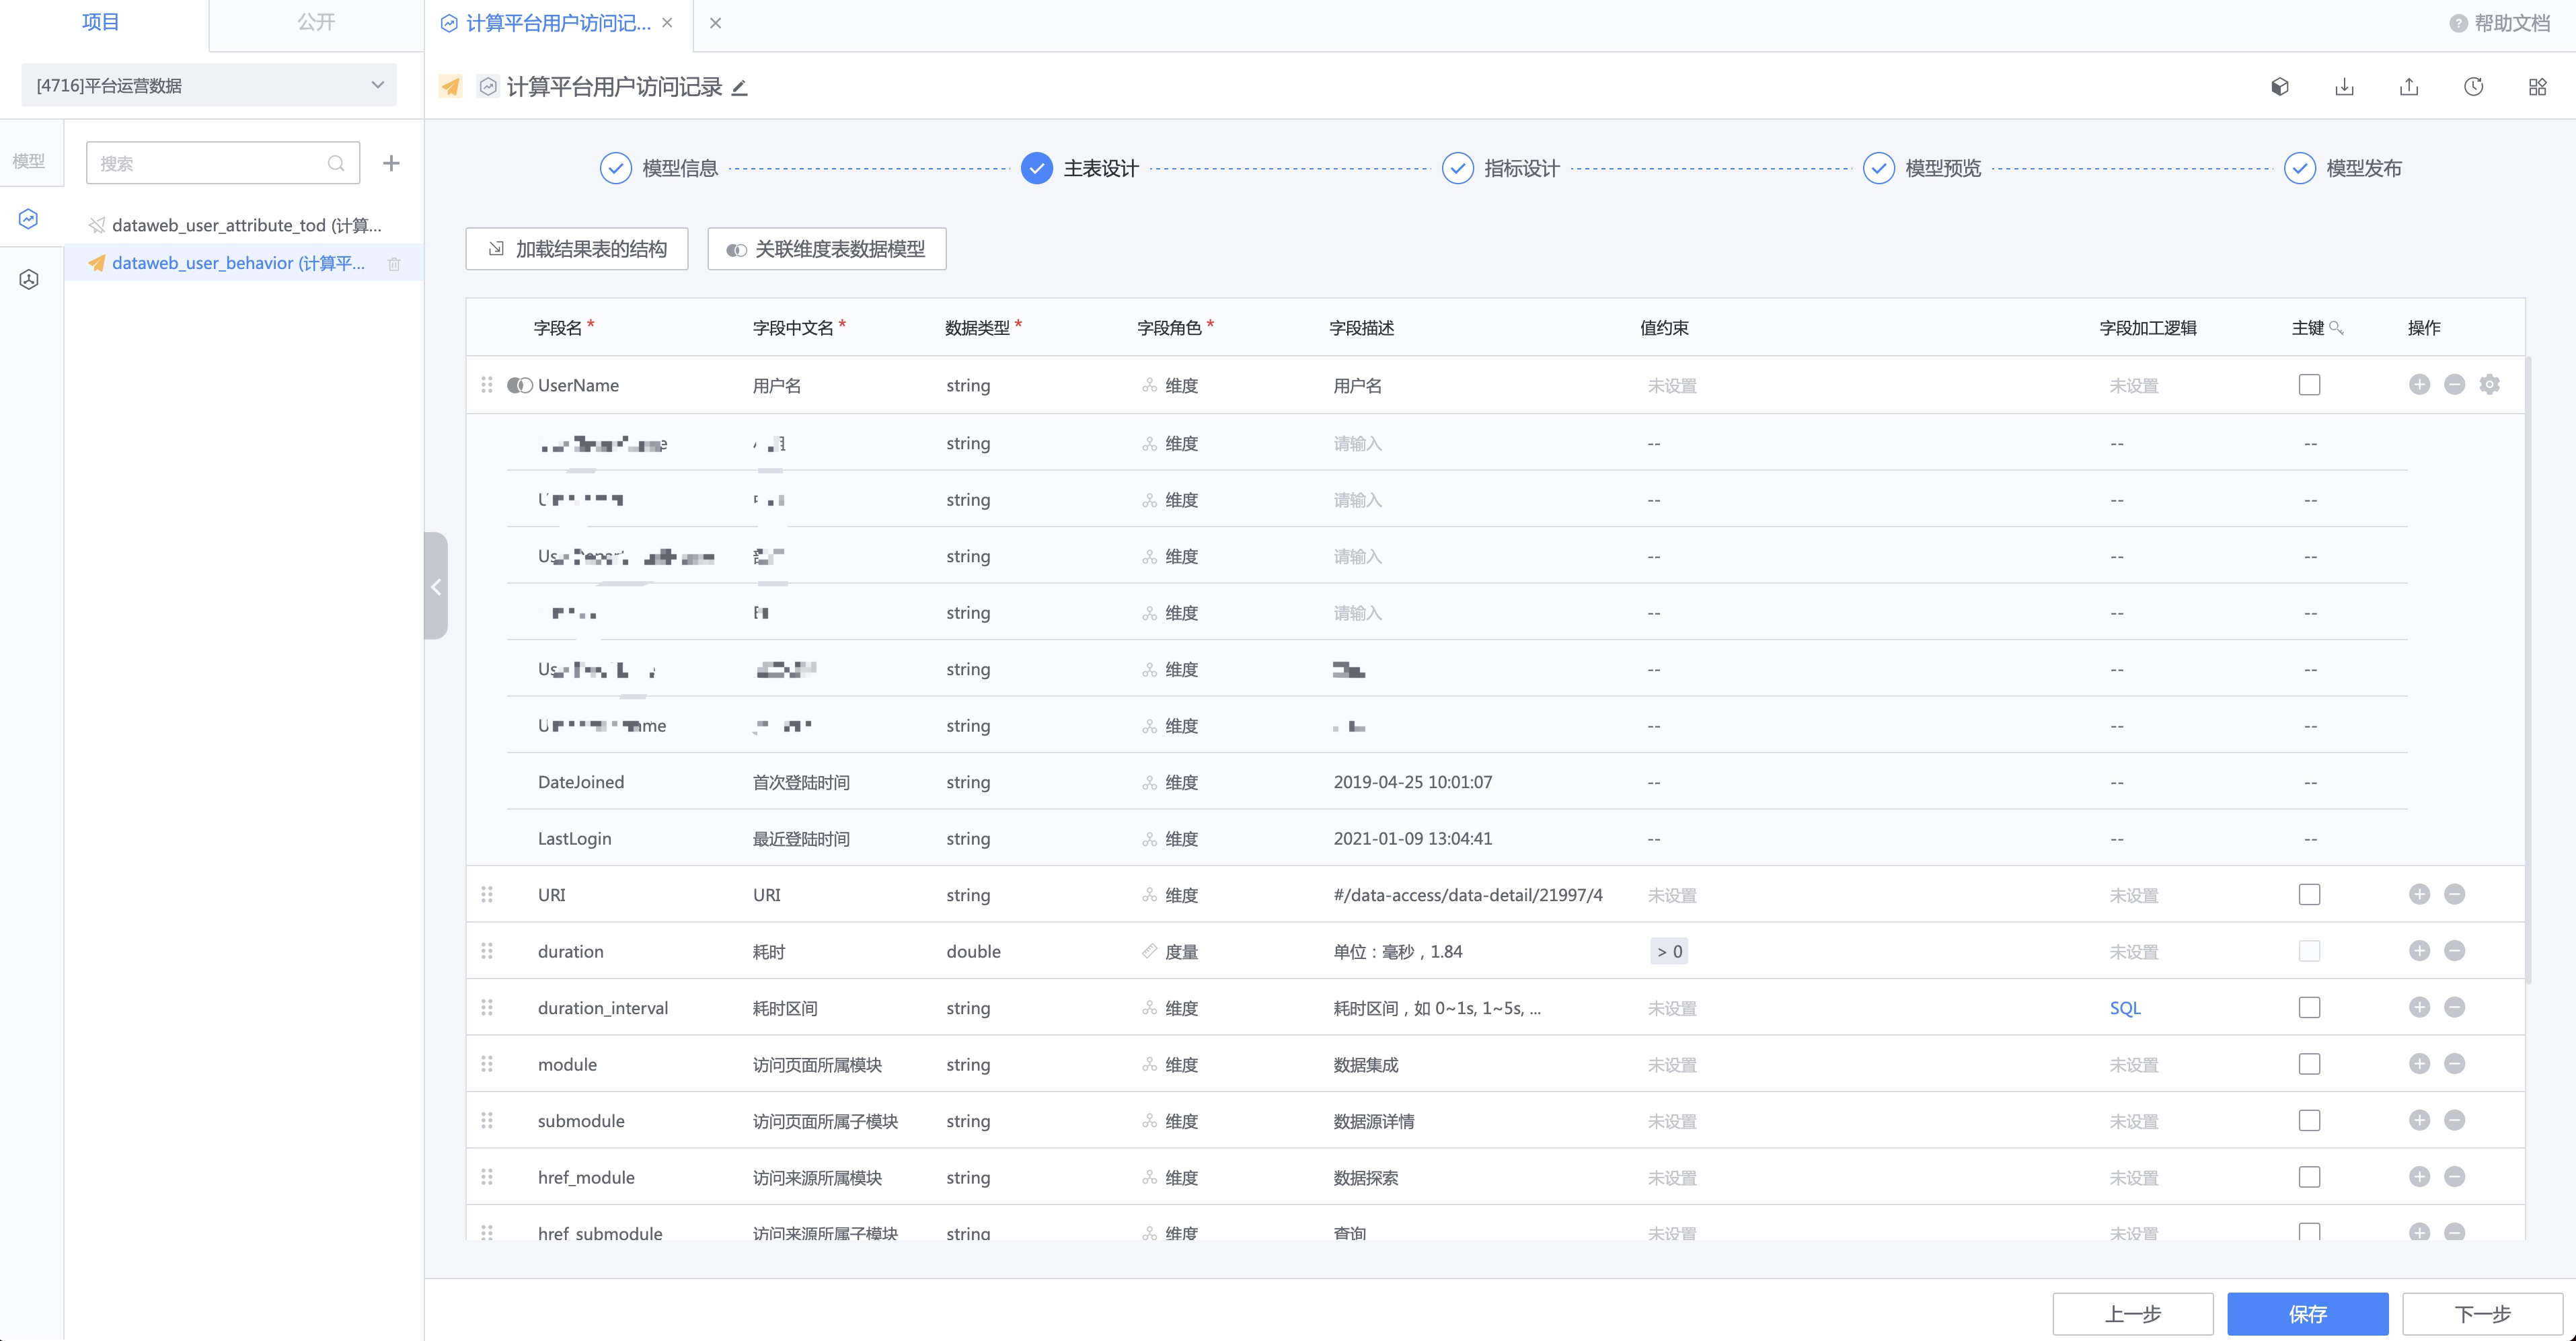 项目 公开 计算平台用户访问记... 帮助文档
[4716]平台运营数据
计算平台用户访问记录
模型 搜索
模型信息 主表设计 指标设计 模型预览 模型发布
dataweb_user_attribute_tod (计算...
dataweb_user_behavior (计算平...
加载结果表的结构 关联维度表数据模型
字段名 * 字段中文名 * 数据类型 * 字段角色 * 字段描述 值约束 字段加工逻辑 主键 操作
UserName 用户名 string 维度 用户名 未设置 未设置
string 维度 请输入 -- -- --
string 维度 请输入 -- -- --
string 维度 请输入 -- -- --
string 维度 请输入 -- -- --
string 维度 -- -- --
string 维度 -- -- --
DateJoined 首次登陆时间 string 维度 2019-04-25 10:01:07 -- -- --
LastLogin 最近登陆时间 string 维度 2021-01-09 13:04:41 -- -- --
URI URI string 维度 #/data-access/data-detail/21997/4 未设置 未设置
duration 耗时 double 度量 单位：毫秒，1.84 > 0 未设置
duration_interval 耗时区间 string 维度 耗时区间，如 0~1s, 1~5s, ... 未设置 SQL
module 访问页面所属模块 string 维度 数据集成 未设置 未设置
submodule 访问页面所属子模块 string 维度 数据源详情 未设置 未设置
href_module 访问来源所属模块 string 维度 数据探索 未设置 未设置
href_submodule 访问来源所属子模块 string 维度 查询 未设置 未设置
上一步 保存 下一步